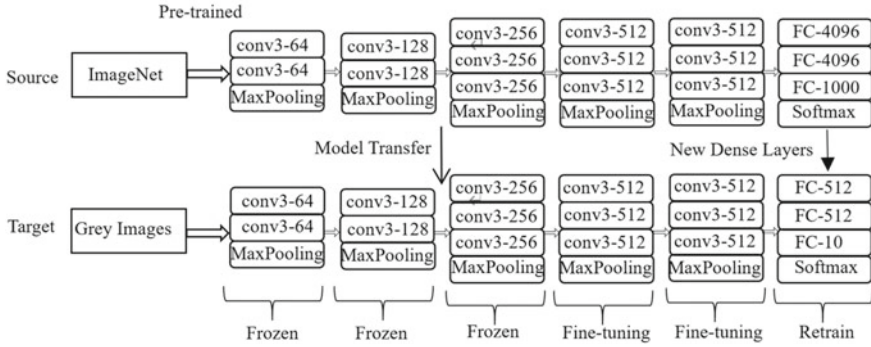 Pre-trained
Source
ImageNet
conv3-64
conv3-64
MaxPooling
conv3-128
conv3-128
MaxPooling
conv3-256
conv3-256
conv3-256
MaxPooling
conv3-512
conv3-512
conv3-512
MaxPooling
conv3-512
conv3-512
conv3-512
MaxPooling
FC-4096
FC-4096
FC-1000
Softmax
Model Transfer
New Dense Layers
Target
Grey Images
conv3-64
conv3-64
MaxPooling
conv3-128
conv3-128
MaxPooling
conv3-256
conv3-256
conv3-256
MaxPooling
conv3-512
conv3-512
conv3-512
MaxPooling
conv3-512
conv3-512
conv3-512
MaxPooling
FC-512
FC-512
FC-10
Softmax
Frozen
Frozen
Frozen
Fine-tuning
Fine-tuning
Retrain